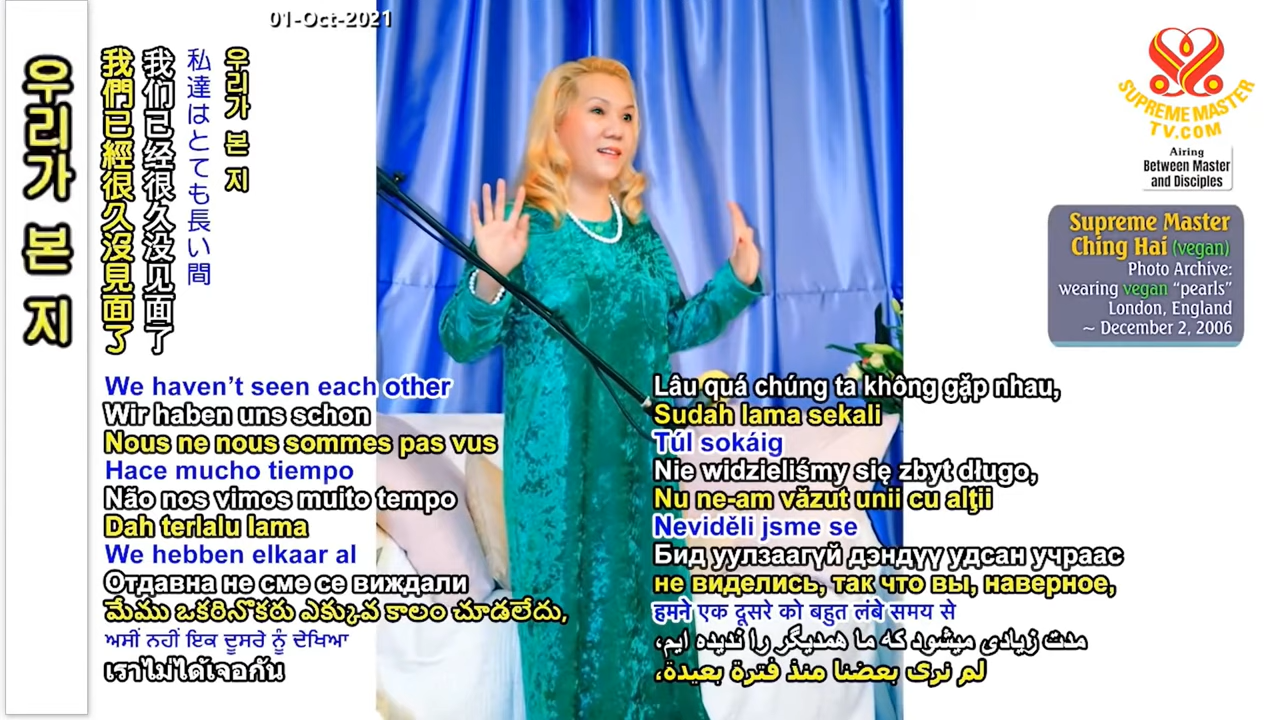 01-Oct-2021
우리가 본 지
我們已經很久沒見面了
我们已经很久没见面了
私達はとても長い間
우리가 본 지
We haven't seen each other
Wir haben uns schon
Nous ne nous sommes pas vus
Hace mucho tiempo
Não nos vimos muito tempo
Dah terlalu lama
We hebben elkaar al
Отдавна не сме се виждали
మేము ఒకరినొకరు ఎక్కువ కాలం చూడలేదు,
ਅਸੀਂ ਨਹੀਂ ਇਕ ਦੂਸਰੇ ਨੂੰ ਦੇਖਿਆ
เราไม่ได้เจอกัน
Lâu quá chúng ta không gặp nhau,
Sudah lama sekali
Túl sokáig
Nie widzieliśmy się zbyt długo,
Nu ne-am văzut unii cu alţii
Neviděli jsme se
Бид уулзаагүй дэндүү удсан учраас
не виделись, так что вы, наверное,
हमने एक दूसरे को बहुत लंबे समय से
مدت زیادی میشود که ما همدیگر را ندیده ایم،
لم نرى بعضنا منذ فترة بعيدة،
SUPREME MASTER
TV.COM
Airing
Between Master
and Disciples
Supreme Master
Ching Hai (vegan)
Photo Archive:
wearing vegan "pearls"
London, England
~ December 2, 2006